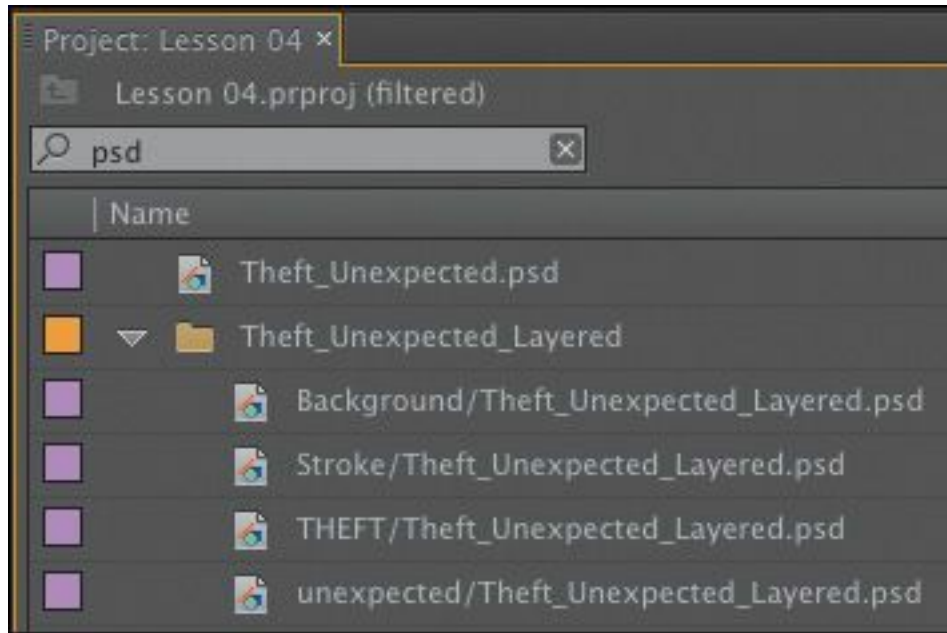 Project: Lesson 04 ×
Lesson 04.prproj (filtered)
psd
Name
Theft_Unexpected.psd
Theft_Unexpected_Layered
Background/Theft_Unexpected_Layered.psd
Stroke/Theft_Unexpected_Layered.psd
THEFT/Theft_Unexpected_Layered.psd
unexpected/Theft_Unexpected_Layered.psd